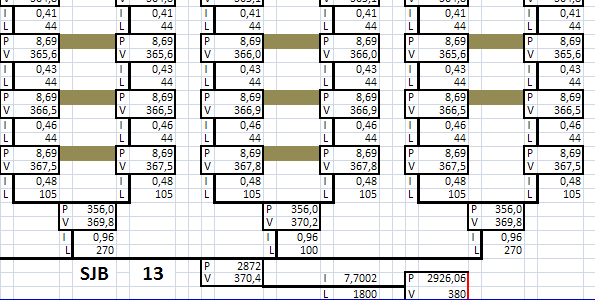 I 0,41 I 0,41 I 0,41 I 0,41 I 0,41 I 0,41
L 44 L 44 L 44 L 44 L 44 L 44
P 8,69 P 8,69 P 8,69 P 8,69 P 8,69 P 8,69
V 365,6 V 365,6 V 366,0 V 366,0 V 365,6 V 365,6
I 0,43 I 0,43 I 0,43 I 0,43 I 0,43 I 0,43
L 44 L 44 L 44 L 44 L 44 L 44
P 8,69 P 8,69 P 8,69 P 8,69 P 8,69 P 8,69
V 366,5 V 366,5 V 366,9 V 366,9 V 366,5 V 366,5
I 0,46 I 0,46 I 0,46 I 0,46 I 0,46 I 0,46
L 44 L 44 L 44 L 44 L 44 L 44
P 8,69 P 8,69 P 8,69 P 8,69 P 8,69 P 8,69
V 367,5 V 367,5 V 367,8 V 367,8 V 367,5 V 367,5
I 0,48 I 0,48 I 0,48 I 0,48 I 0,48 I 0,48
L 105 L 105 L 105 L 105 L 105 L 105
P 356,0 P 356,0 P 356,0
V 369,8 V 370,2 V 369,8
I 0,96 I 0,96 I 0,96
L 270 L 100 L 270
SJB 13
P 2872
V 370,4
I 7,7002
L 1800
P 2926,06
V 380